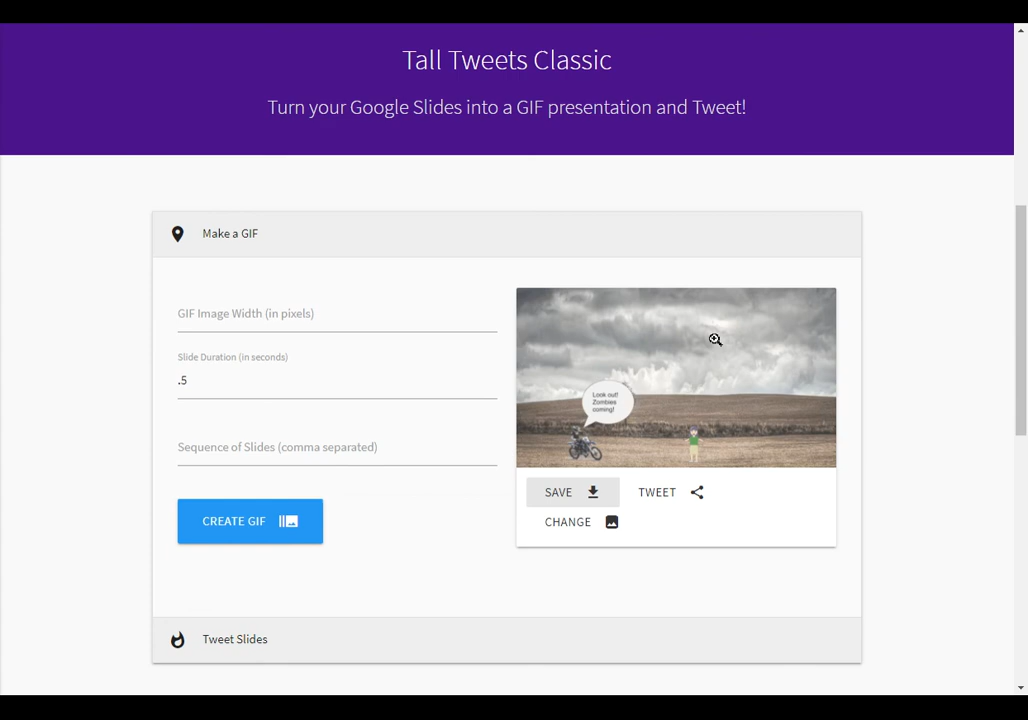 Tall Tweets Classic
Turn your Google Slides into a GIF presentation and Tweet!
Make a GIF
GIF Image Width (in pixels)
Slide Duration (in seconds)
.5
Sequence of Slides (comma separated)
CREATE GIF
Look out!
Zombies
coming!
SAVE
TWEET
CHANGE
Tweet Slides